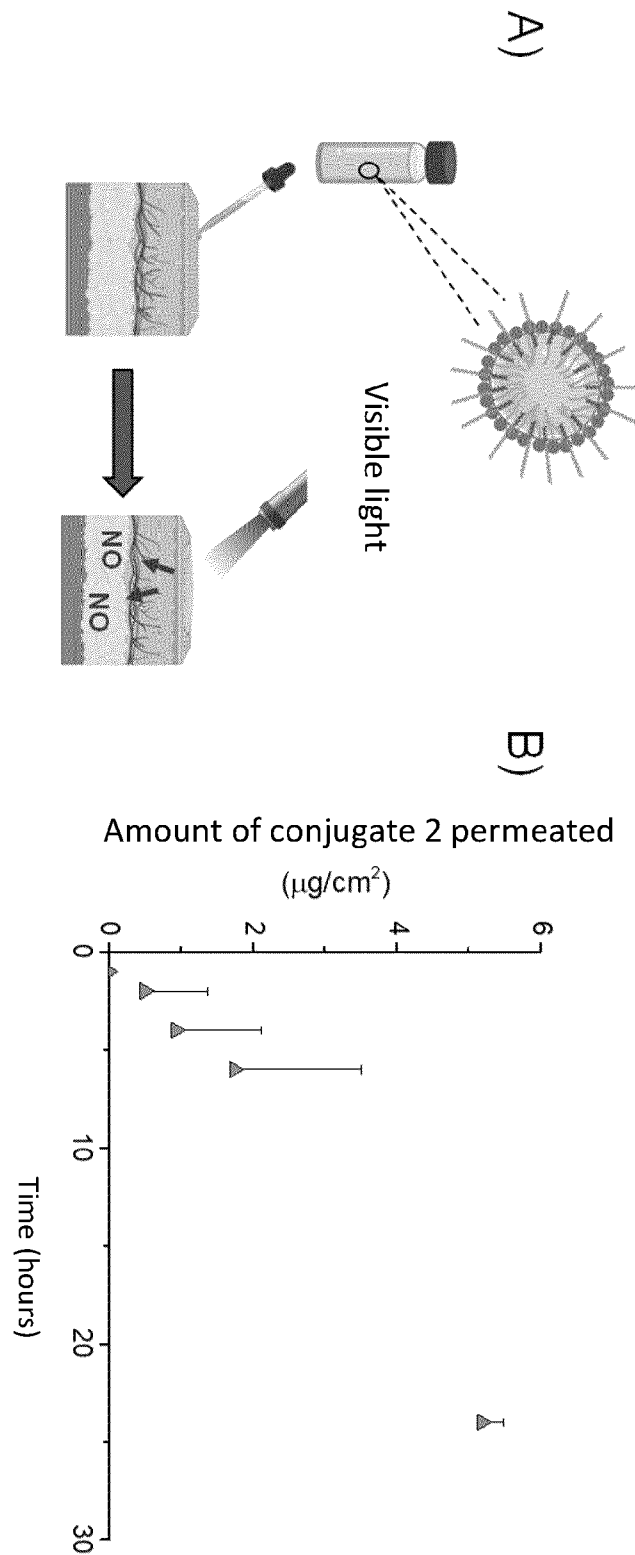 A)
Visible light
NO
NO
B)
Amount of conjugate 2 permeated
(μg/cm²)
6
4
2
0
0
10
20
30
Time (hours)